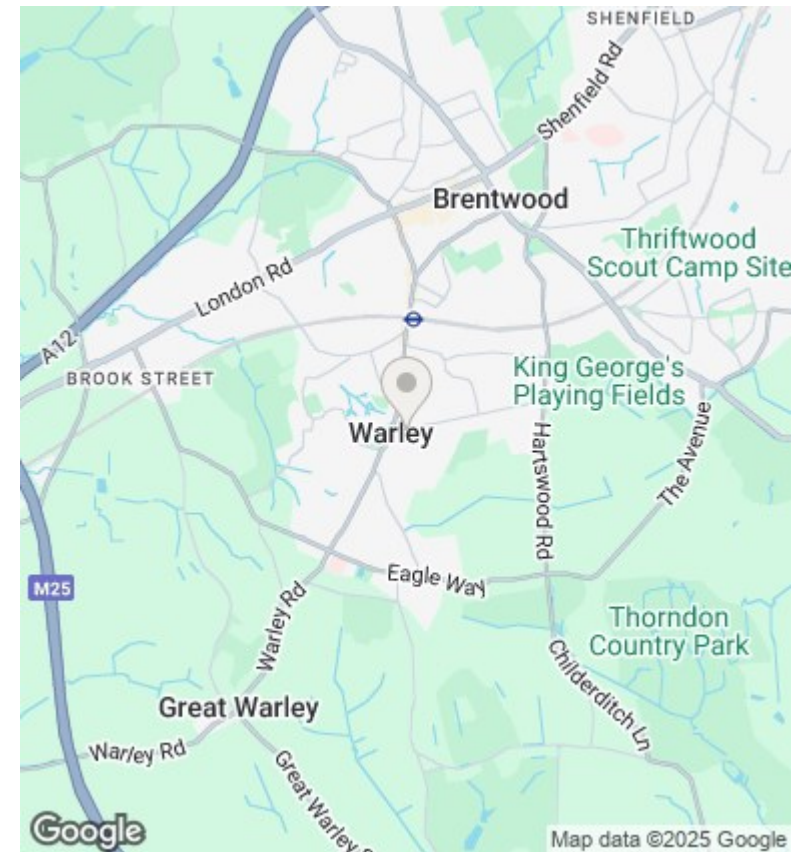 SHENFIELD
Shenfield Rd
Brentwood
Thriftwood
Scout Camp Site
London Rd
A12
BROOK STREET
King George's
Playing Fields
Warley
Hartswood Rd
The Avenue
M25
Eagle Way
Warley Rd
Thorndon
Country Park
Childerditch Ln
Great Warley
Warley Rd
Great Warley S
Google
Map data ©2025 Google